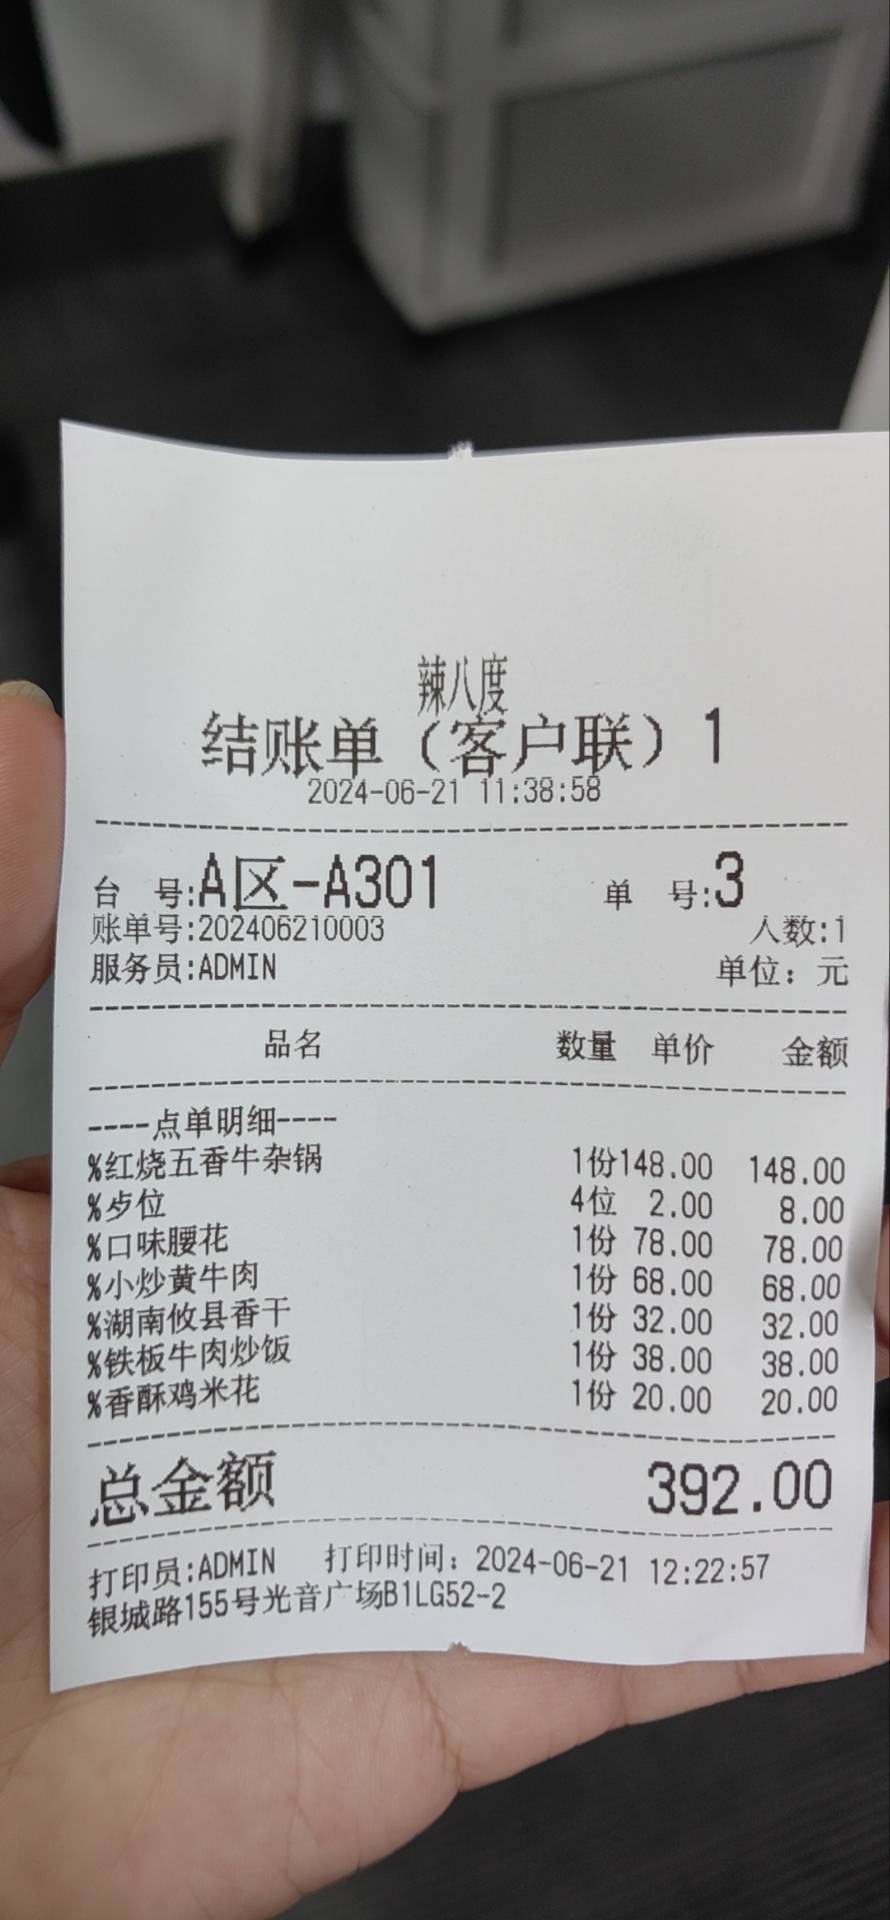 辣八度
结账单（客户联）1
2024-06-21 11:38:58
台 号:A区-A301 单 号:3
账单号:202406210003 人数:1
服务员:ADMIN 单位：元
品名 数量 单价 金额
----点单明细----
%红烧五香牛杂锅 1份148.00 148.00
%歺位 4位 2.00 8.00
%口味腰花 1份 78.00 78.00
%小炒黄牛肉 1份 68.00 68.00
%湖南攸县香干 1份 32.00 32.00
%铁板牛肉炒饭 1份 38.00 38.00
%香酥鸡米花 1份 20.00 20.00
总金额 392.00
打印员:ADMIN 打印时间：2024-06-21 12:22:57
银城路155号光音广场B1LG52-2